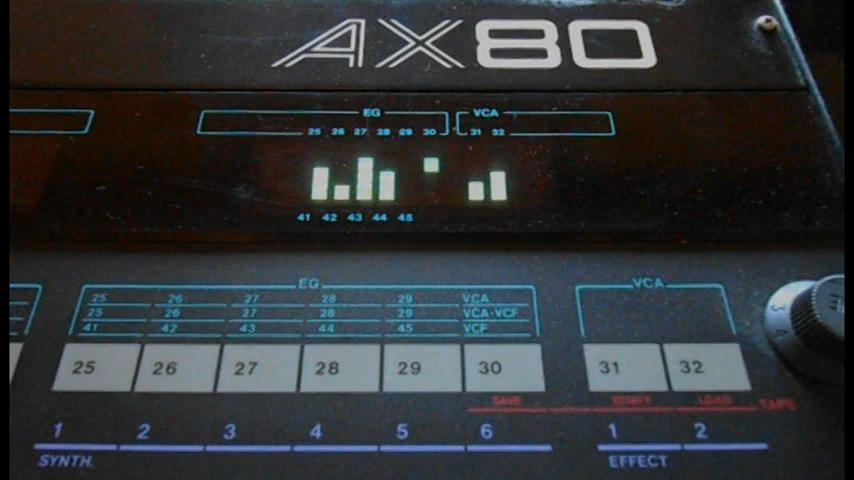 AX80
EG VCA
25 26 27 28 29 30 31 32
41 42 43 44 45
EG VCA
25 26 27 28 29 VCA
25 26 27 28 29 VCA·VCF
41 42 43 44 45 VCF
25 26 27 28 29 30 31 32
SAVE VERIFY LOAD TAPE
1 2 3 4 5 6 1 2
SYNTH. EFFECT
3
4